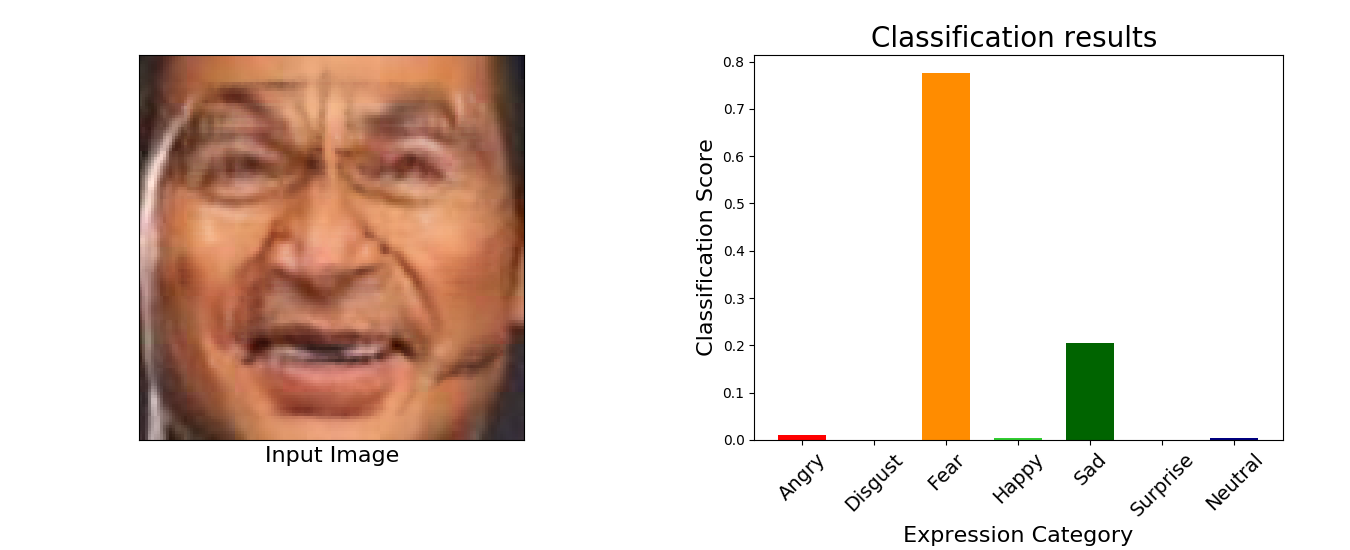 Input Image
Classification results
Classification Score
0.8
0.7
0.6
0.5
0.4
0.3
0.2
0.1
0.0
Angry
Disgust
Fear
Happy
Sad
Surprise
Neutral
Expression Category